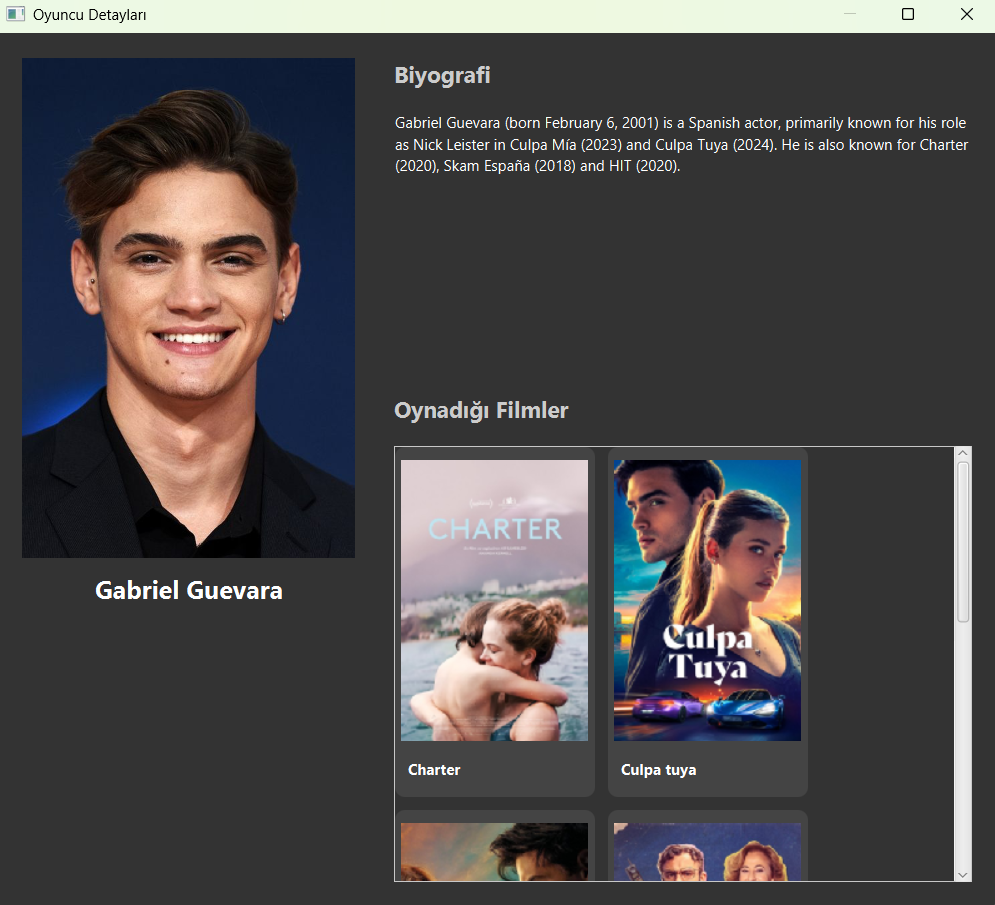 Oyuncu Detayları
Biyografi
Gabriel Guevara (born February 6, 2001) is a Spanish actor, primarily known for his role
as Nick Leister in Culpa Mía (2023) and Culpa Tuya (2024). He is also known for Charter
(2020), Skam España (2018) and HIT (2020).
Gabriel Guevara
Oynadığı Filmler
CHARTER
Culpa
Tuya
Charter
Culpa tuya